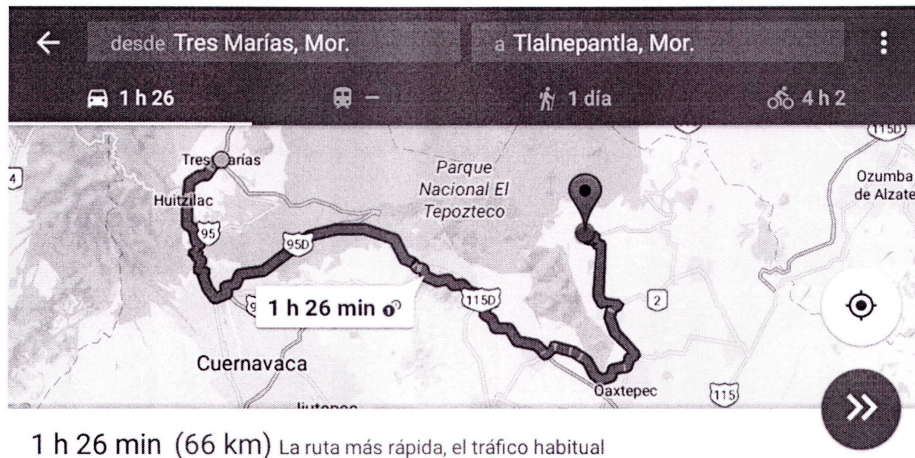 desde Tres Marías, Mor. a Tlalnepantla, Mor.
1 h 26 — 1 día 4 h 2
115D
Tres Marías
Parque
Nacional El
Tepozteco
4
Ozumba
de Alzate
Huitzilac
95
95D
2
1 h 26 min
115D
Cuernavaca
Oaxtepec
115
1 h 26 min (66 km) La ruta más rápida, el tráfico habitual